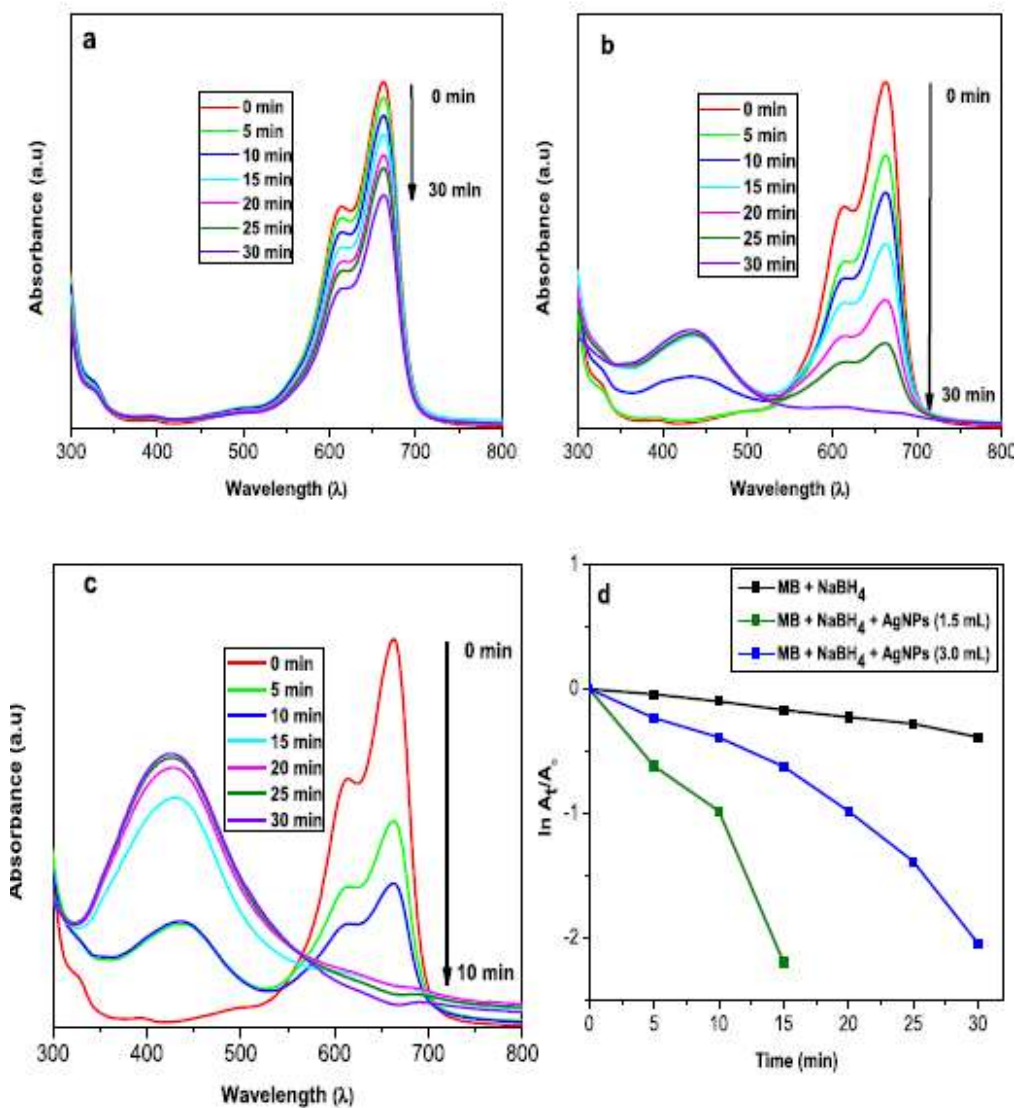 a
0 min
5 min
10 min
15 min
20 min
25 min
30 min
0 min
30 min
Absorbance (a.u)
300 400 500 600 700 800
Wavelength (λ)
b
0 min
5 min
10 min
15 min
20 min
25 min
30 min
0 min
30 min
Absorbance (a.u)
300 400 500 600 700 800
Wavelength (λ)
c
0 min
5 min
10 min
15 min
20 min
25 min
30 min
0 min
10 min
Absorbance (a.u)
300 400 500 600 700 800
Wavelength (λ)
d
MB + NaBH4
MB + NaBH4 + AgNPs (1.5 mL)
MB + NaBH4 + AgNPs (3.0 mL)
1
0
-1
-2
ln At/A°
0 5 10 15 20 25 30
Time (min)